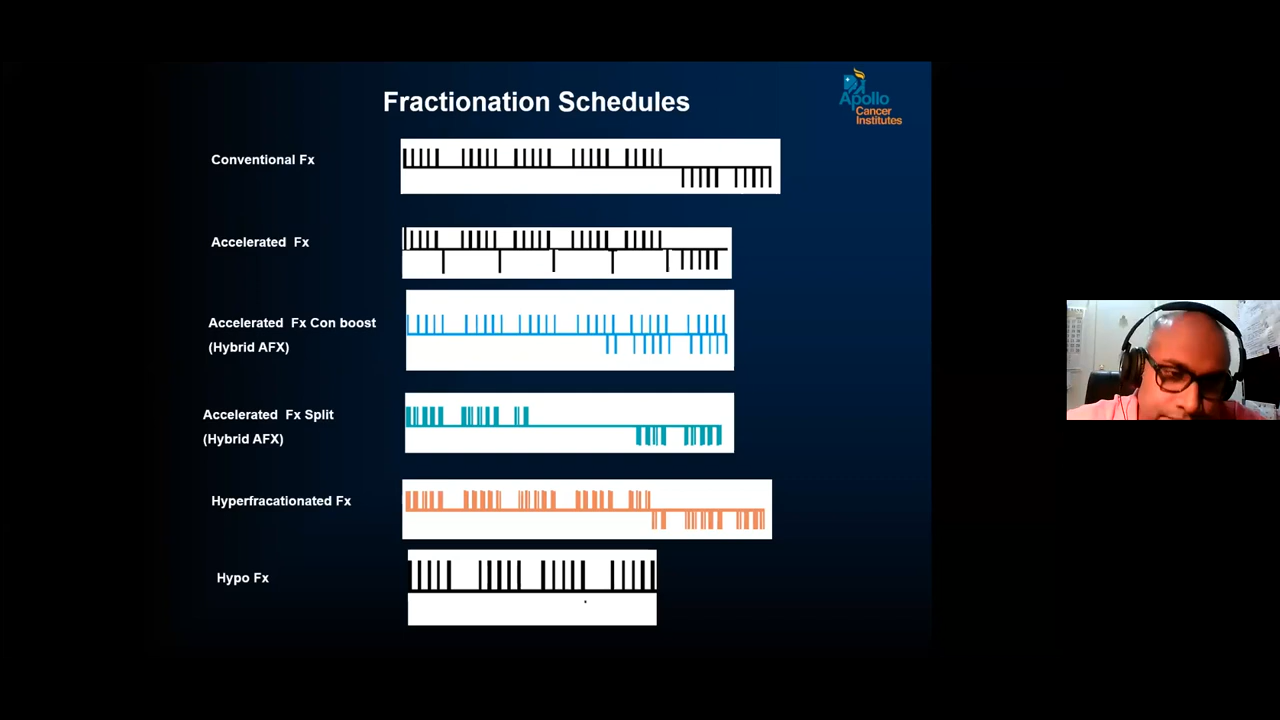 Fractionation Schedules
Apollo
Cancer
Institutes
Conventional Fx
Accelerated Fx
Accelerated Fx Con boost
(Hybrid AFX)
Accelerated Fx Split
(Hybrid AFX)
Hyperfracationated Fx
Hypo Fx